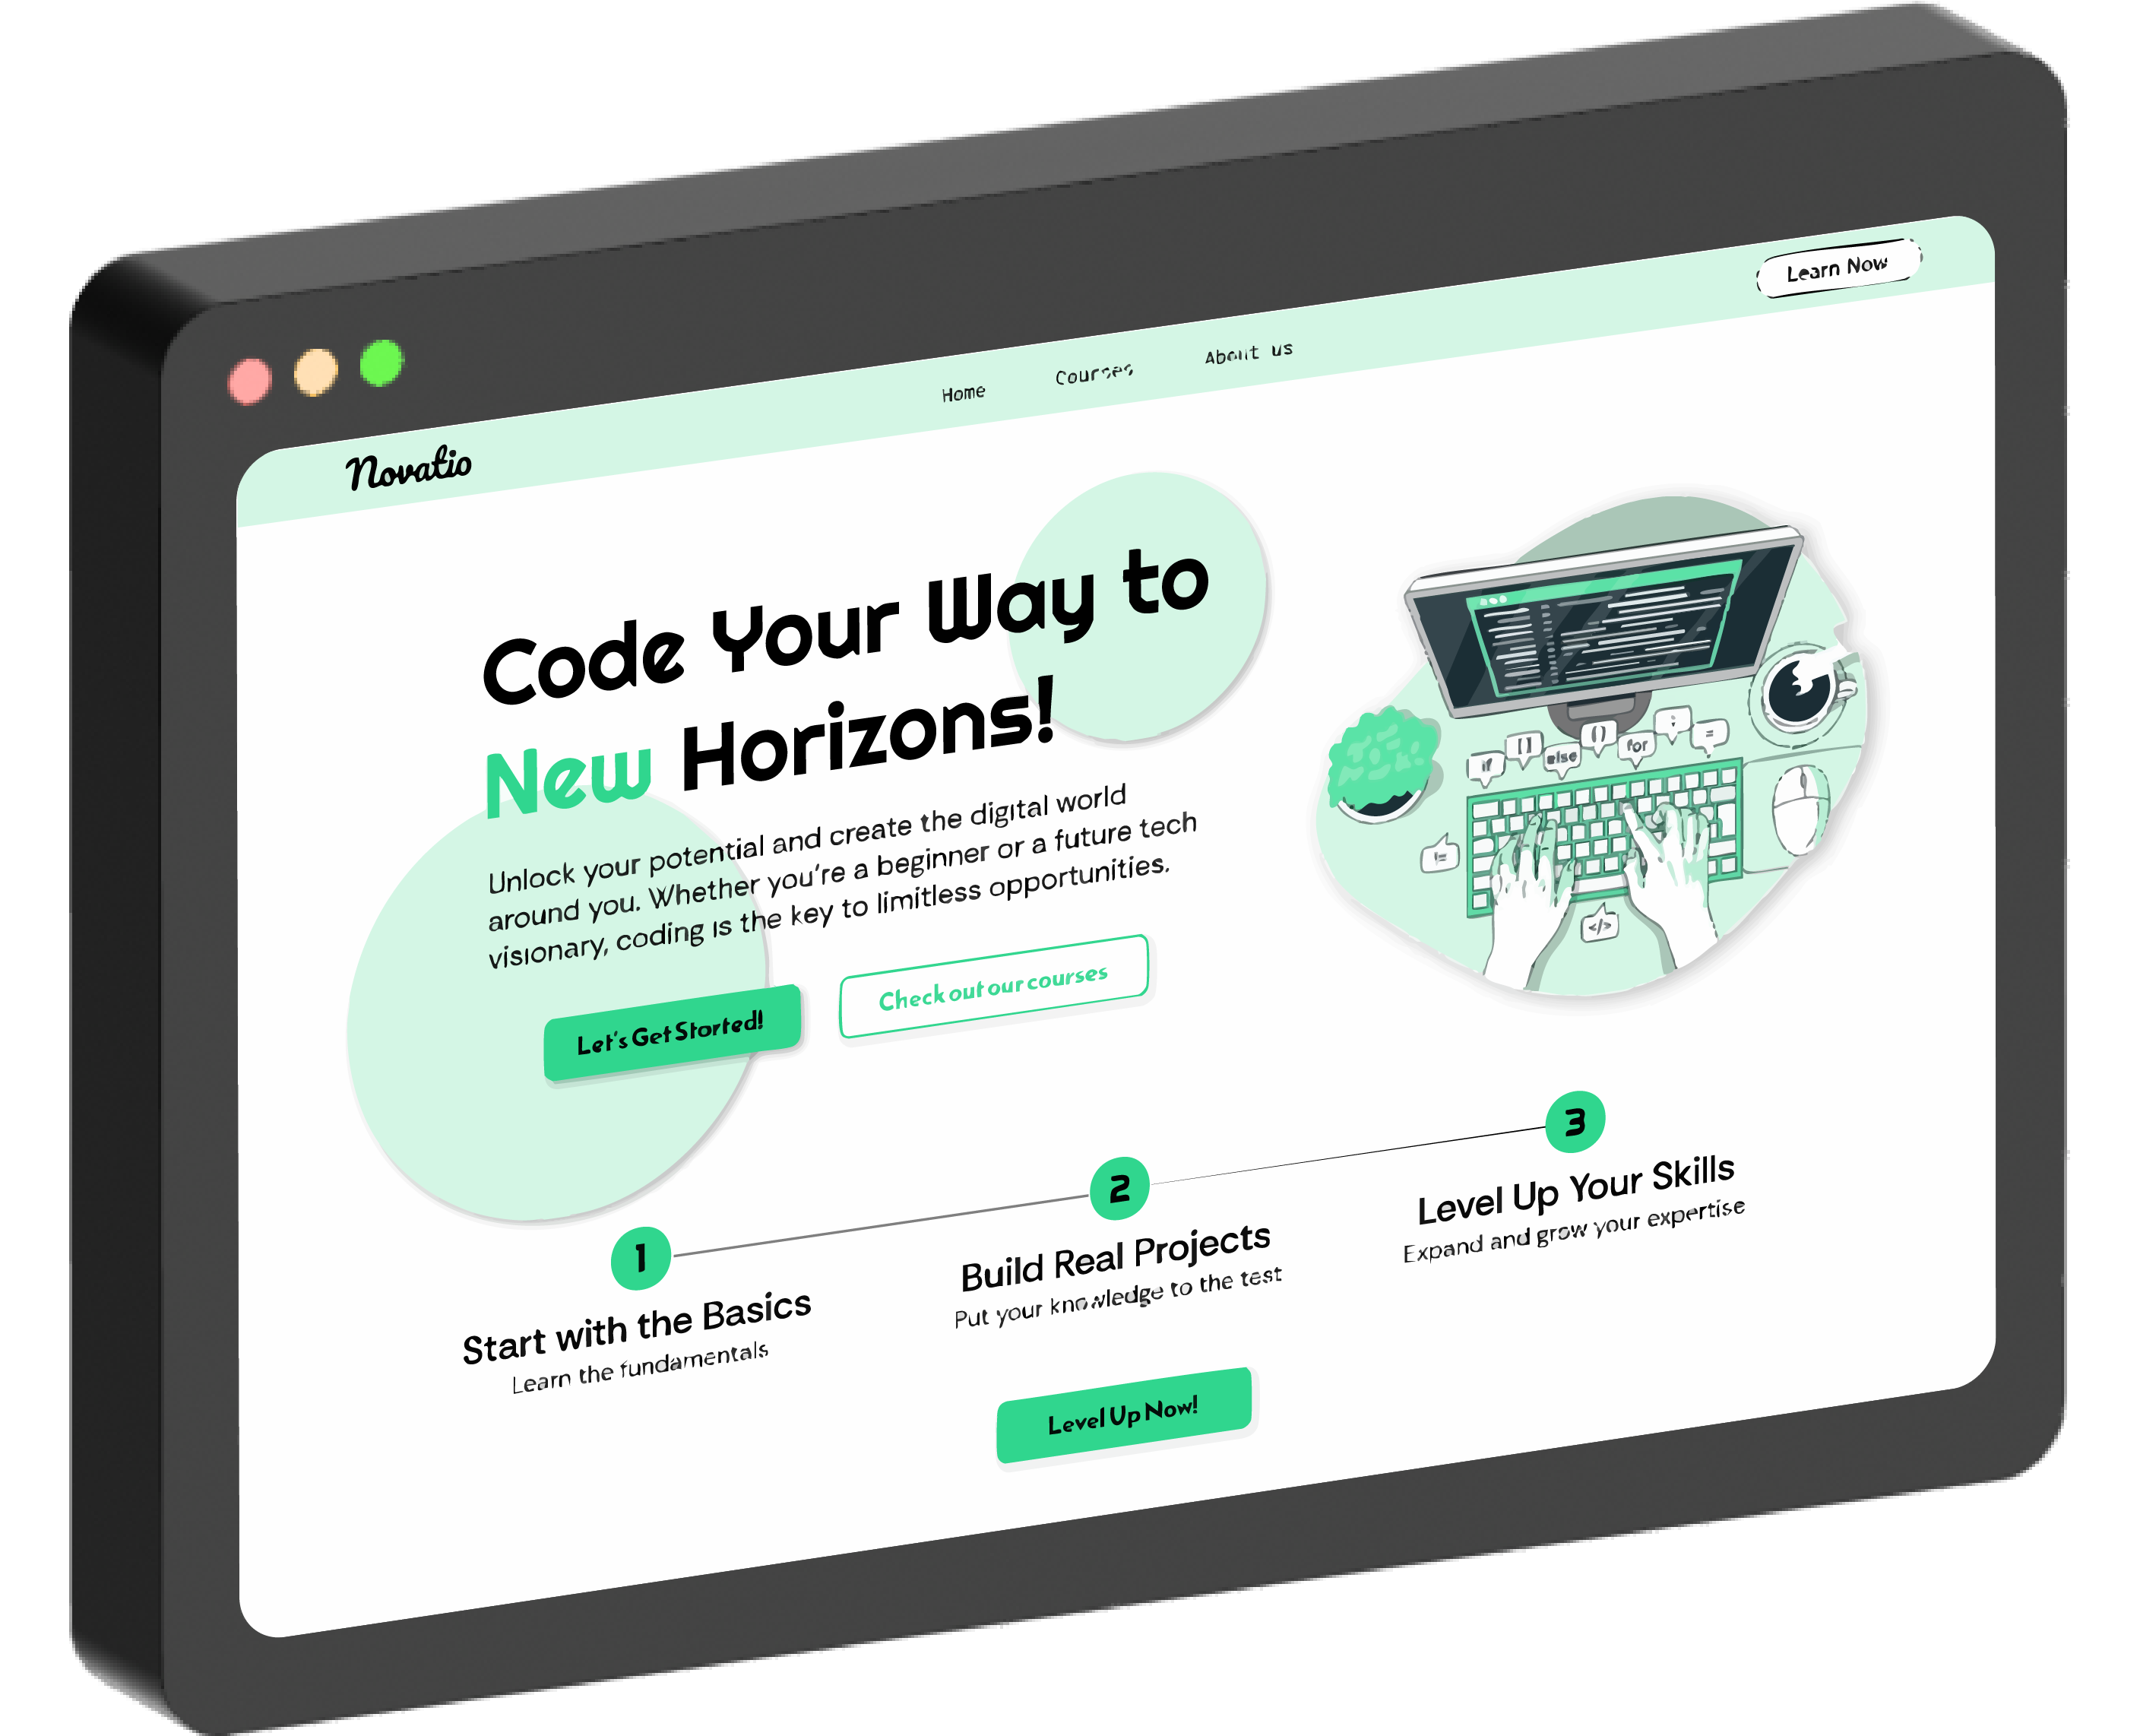 Learn Now
Home
Courses
About us
Novatio
Code Your Way to
New Horizons!
Unlock your potential and create the digital world
around you. Whether you're a beginner or a future tech
visionary, coding is the key to limitless opportunities.
Let's Get Started!
Check out our courses
if
[ ]
else
( )
for
;
=
!=
</>
1
Start with the Basics
Learn the fundamentals
2
Build Real Projects
Put your knowledge to the test
3
Level Up Your Skills
Expand and grow your expertise
Level Up Now!